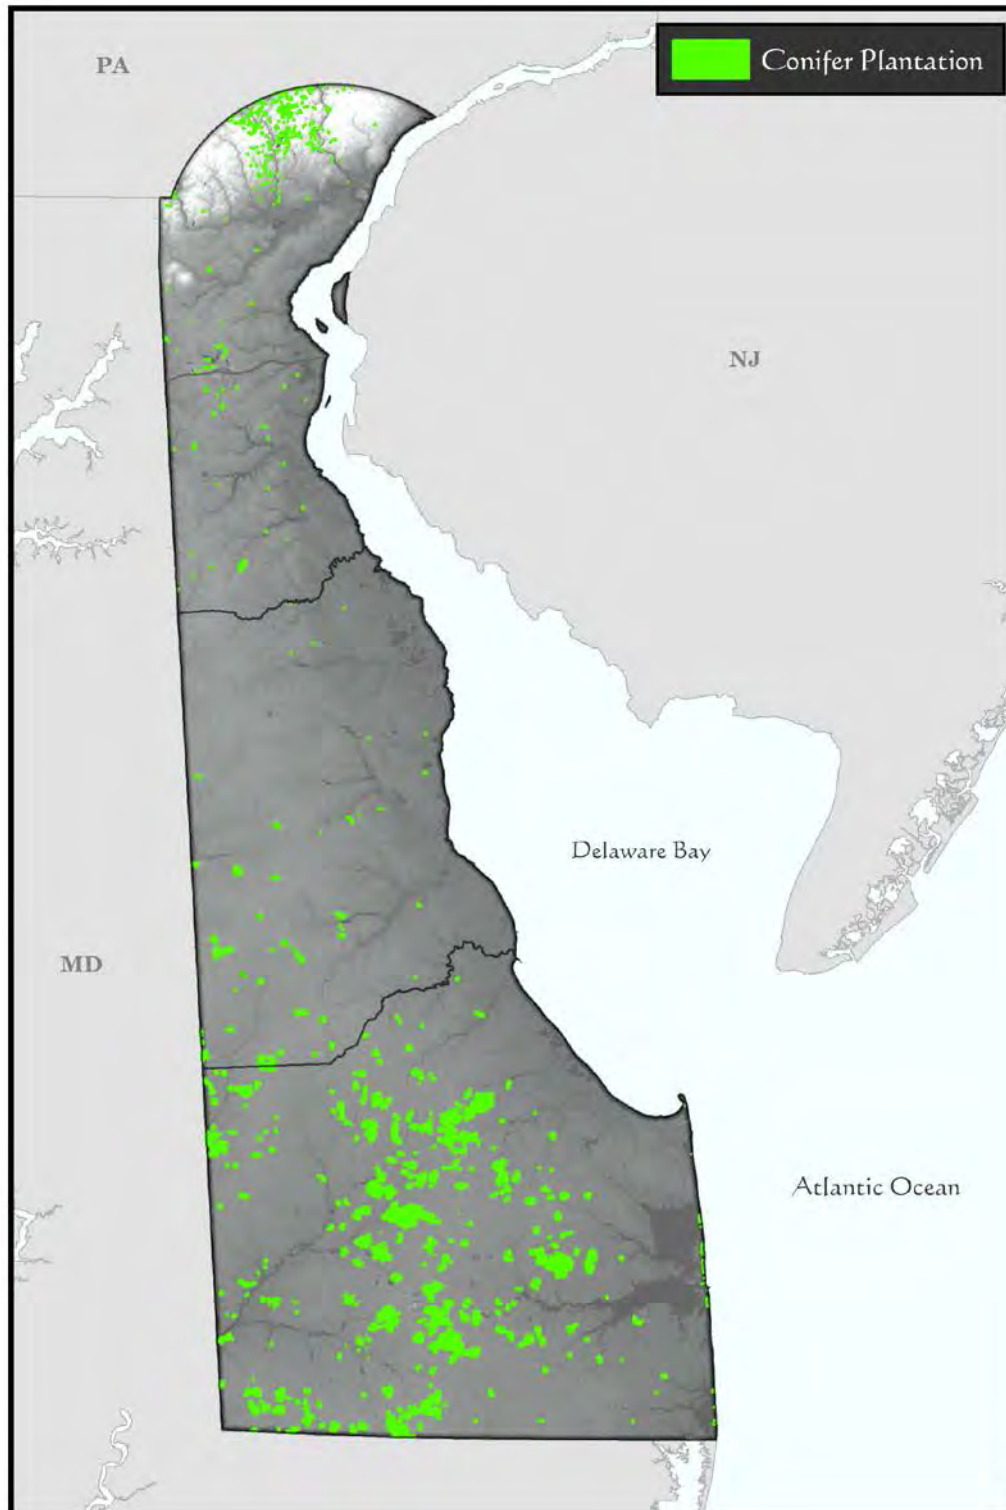 PA
Conifer Plantation
NJ
Delaware Bay
MD
Atlantic Ocean